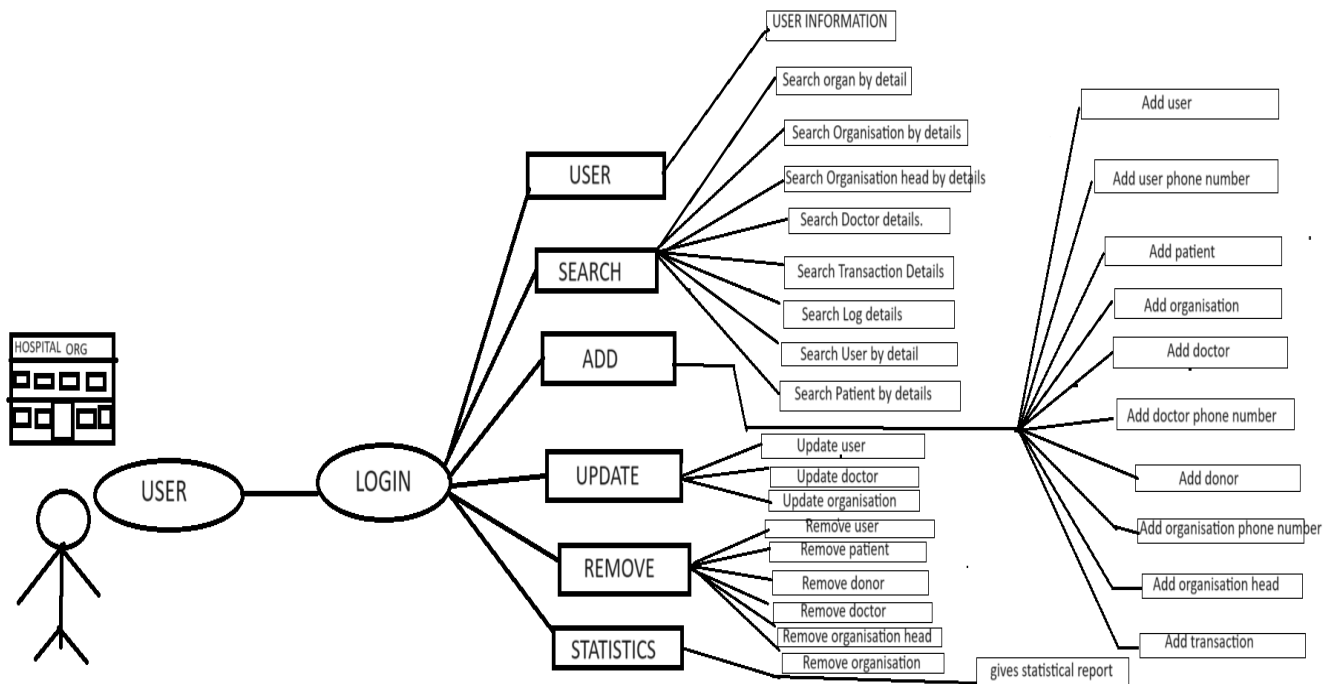 HOSPITAL ORG
USER
LOGIN
USER
SEARCH
ADD
UPDATE
REMOVE
STATISTICS
USER INFORMATION
Search organ by detail
Search Organisation by details
Search Organisation head by details
Search Doctor details.
Search Transaction Details
Search Log details
Search User by detail
Search Patient by details
Update user
Update doctor
Update organisation
Remove user
Remove patient
Remove donor
Remove doctor
Remove organisation head
Remove organisation
gives statistical report
Add user
Add user phone number
Add patient
Add organisation
Add doctor
Add doctor phone number
Add donor
Add organisation phone number
Add organisation head
Add transaction